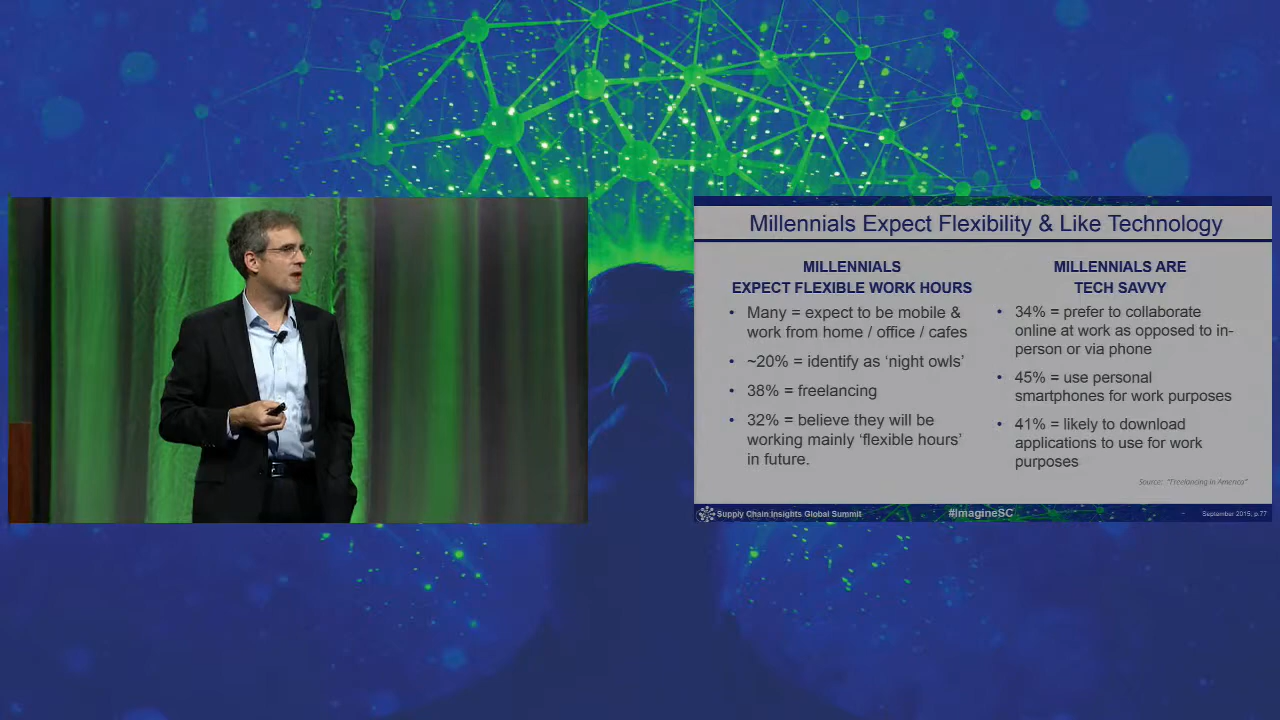 Millennials Expect Flexibility & Like Technology
MILLENNIALS
EXPECT FLEXIBLE WORK HOURS
• Many = expect to be mobile &
work from home / office / cafes
• ~20% = identify as ‘night owls’
• 38% = freelancing
• 32% = believe they will be
working mainly ‘flexible hours’
in future.
MILLENNIALS ARE
TECH SAVVY
• 34% = prefer to collaborate
online at work as opposed to in-
person or via phone
• 45% = use personal
smartphones for work purposes
• 41% = likely to download
applications to use for work
purposes
Source: “Freelancing in America”
Supply Chain Insights Global Summit
#ImagineSC
September 2015, p.77